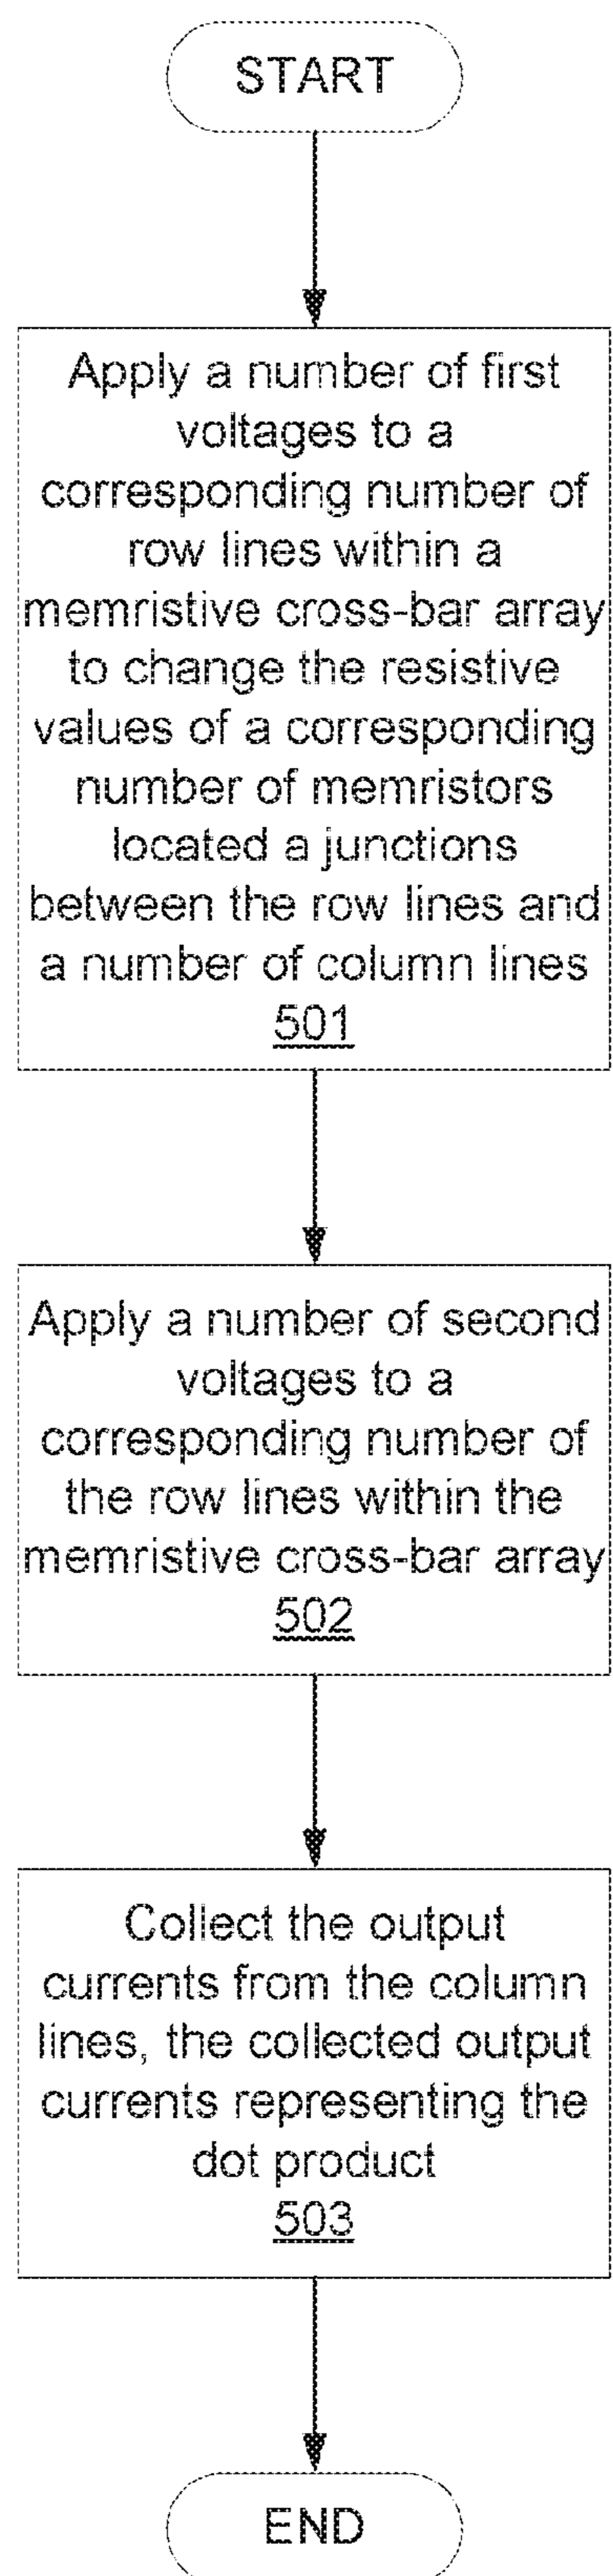 START
Apply a number of first
voltages to a
corresponding number of
row lines within a
memristive cross-bar array
to change the resistive
values of a corresponding
number of memristors
located a junctions
between the row lines and
a number of column lines
501
Apply a number of second
voltages to a
corresponding number of
the row lines within the
memristive cross-bar array
502
Collect the output
currents from the column
lines, the collected output
currents representing the
dot product
503
END